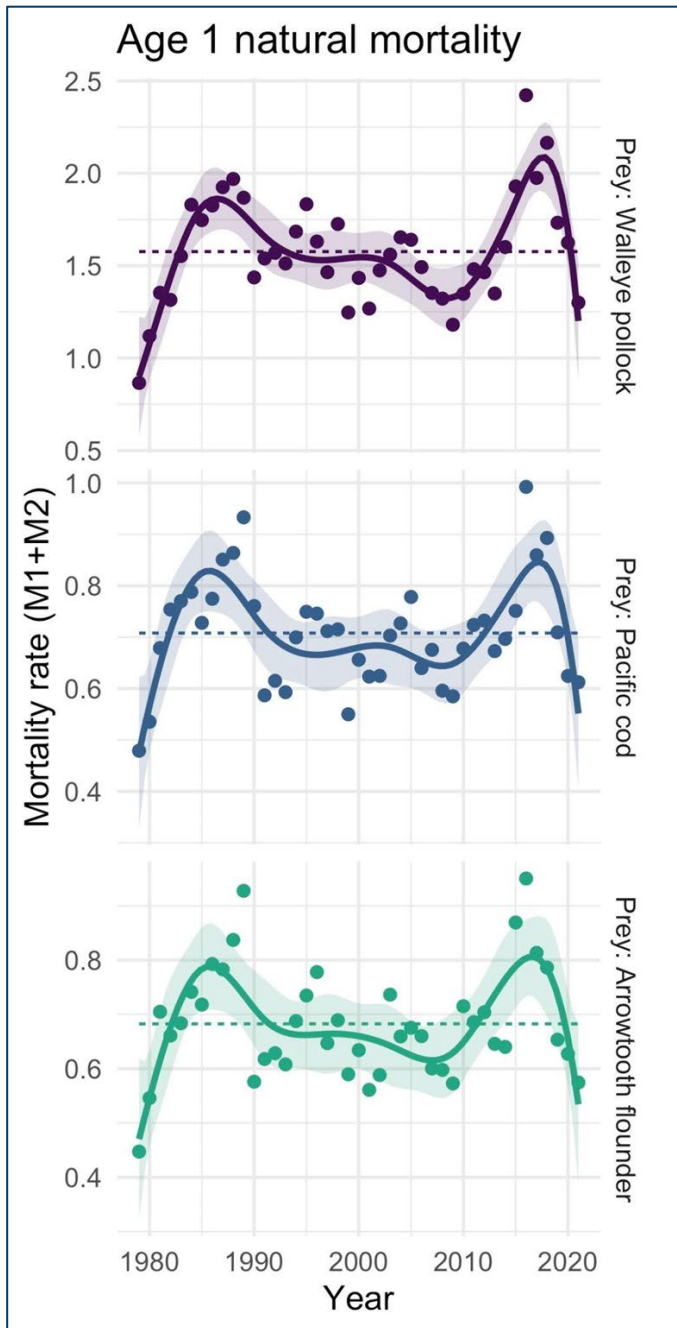 Age 1 natural mortality
2.5
2.0
1.5
1.0
0.5
Prey: Walleye pollock
1.0
0.8
0.6
0.4
Prey: Pacific cod
Mortality rate (M1+M2)
0.8
0.6
0.4
Prey: Arrowtooth flounder
1980 1990 2000 2010 2020
Year